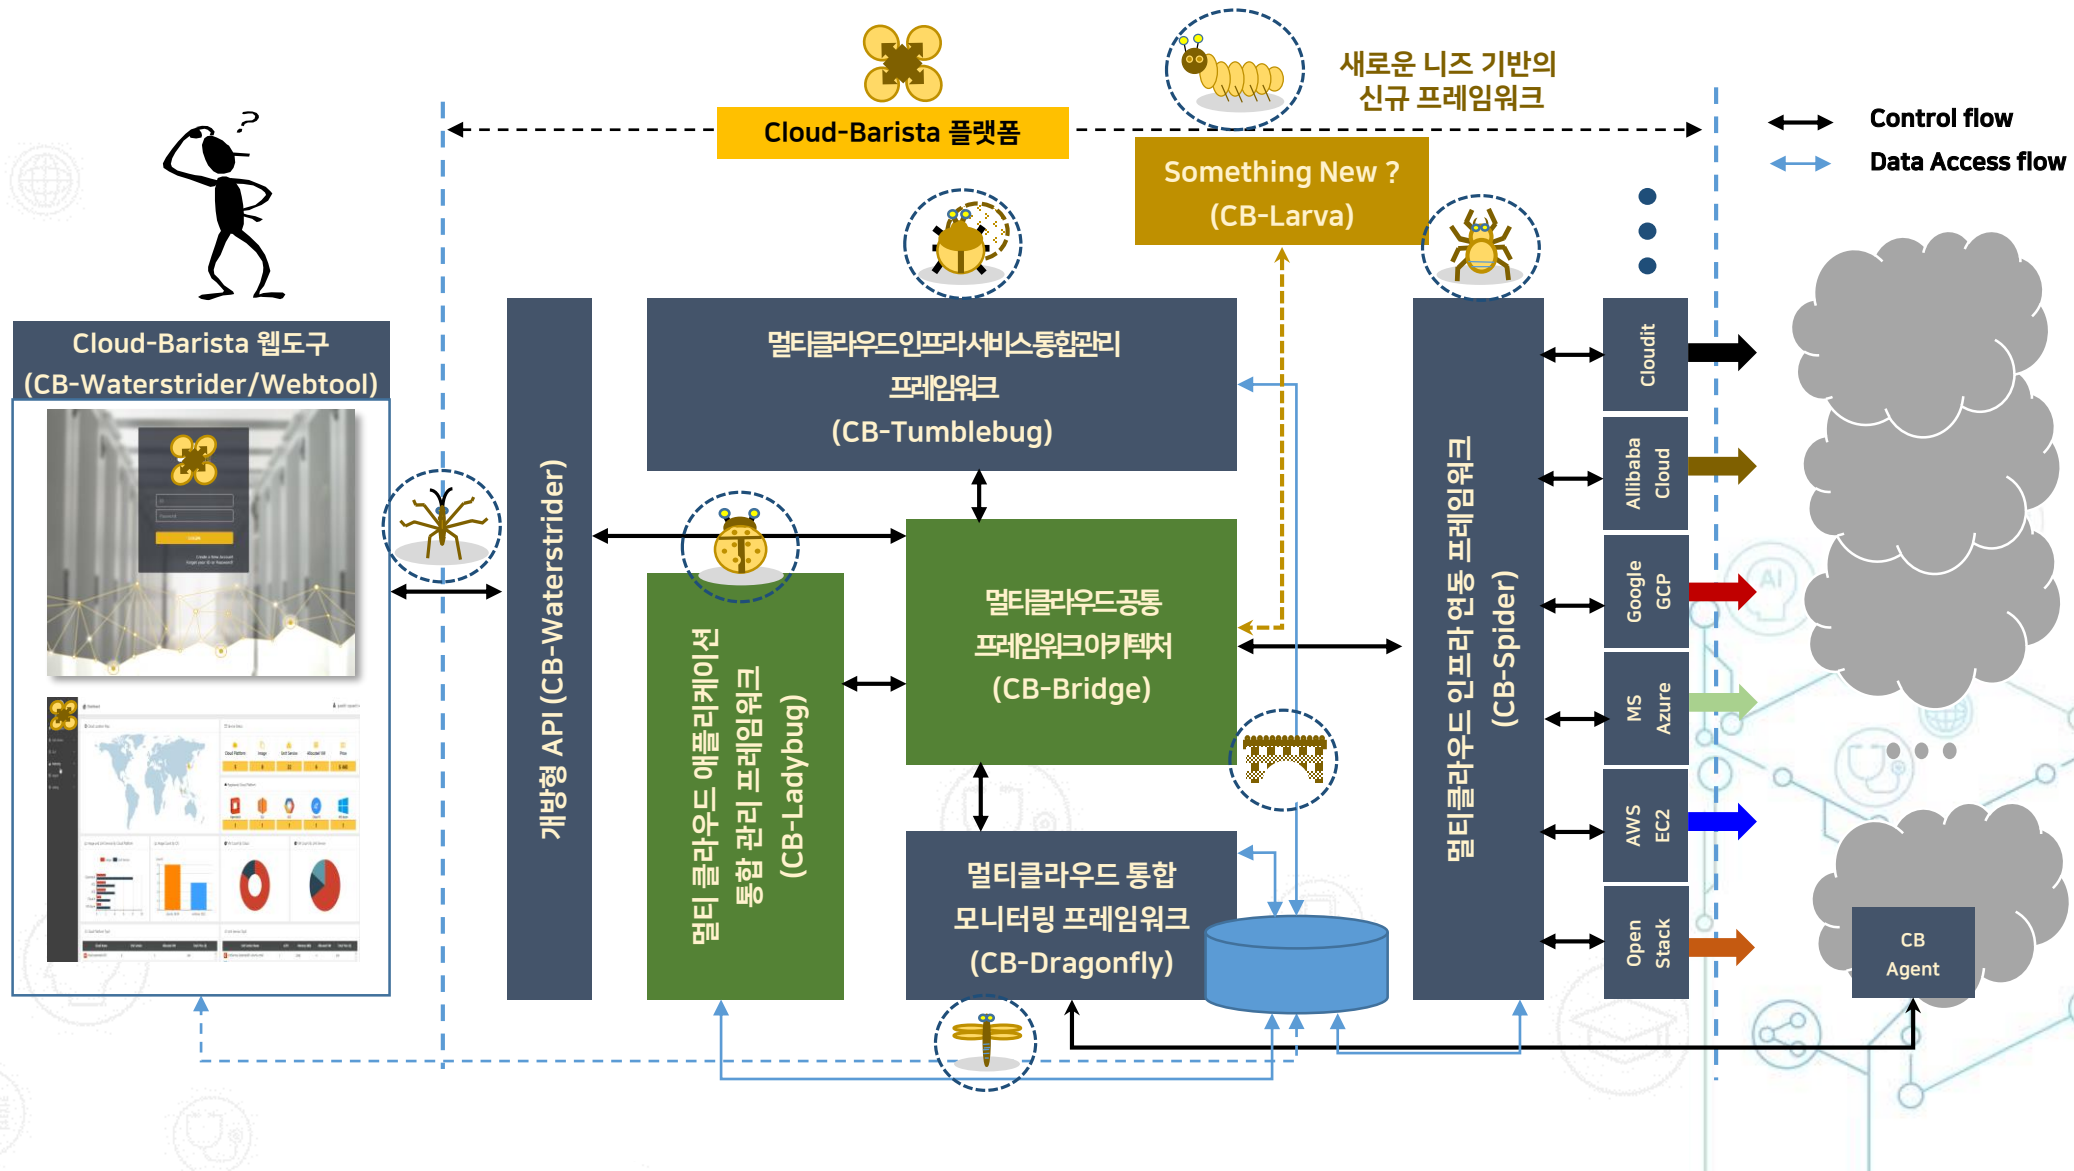 새로운 니즈 기반의
신규 프레임워크
Cloud-Barista 플랫폼
Control flow
Data Access flow
Something New ?
(CB-Larva)
?
Cloud-Barista 웹도구
(CB-Waterstrider/Webtool)
개방형 API (CB-Waterstrider)
멀티클라우드 인프라 서비스 통합관리
프레임워크
(CB-Tumblebug)
멀티 클라우드 애플리케이션
통합 관리 프레임워크
(CB-Ladybug)
멀티클라우드 공통
프레임워크 아키텍처
(CB-Bridge)
멀티클라우드 통합
모니터링 프레임워크
(CB-Dragonfly)
멀티클라우드 인프라 연동 프레임워크
(CB-Spider)
Cloudit
Allibaba
Cloud
Google
GCP
MS
Azure
AWS
EC2
Open
Stack
CB
Agent
AI